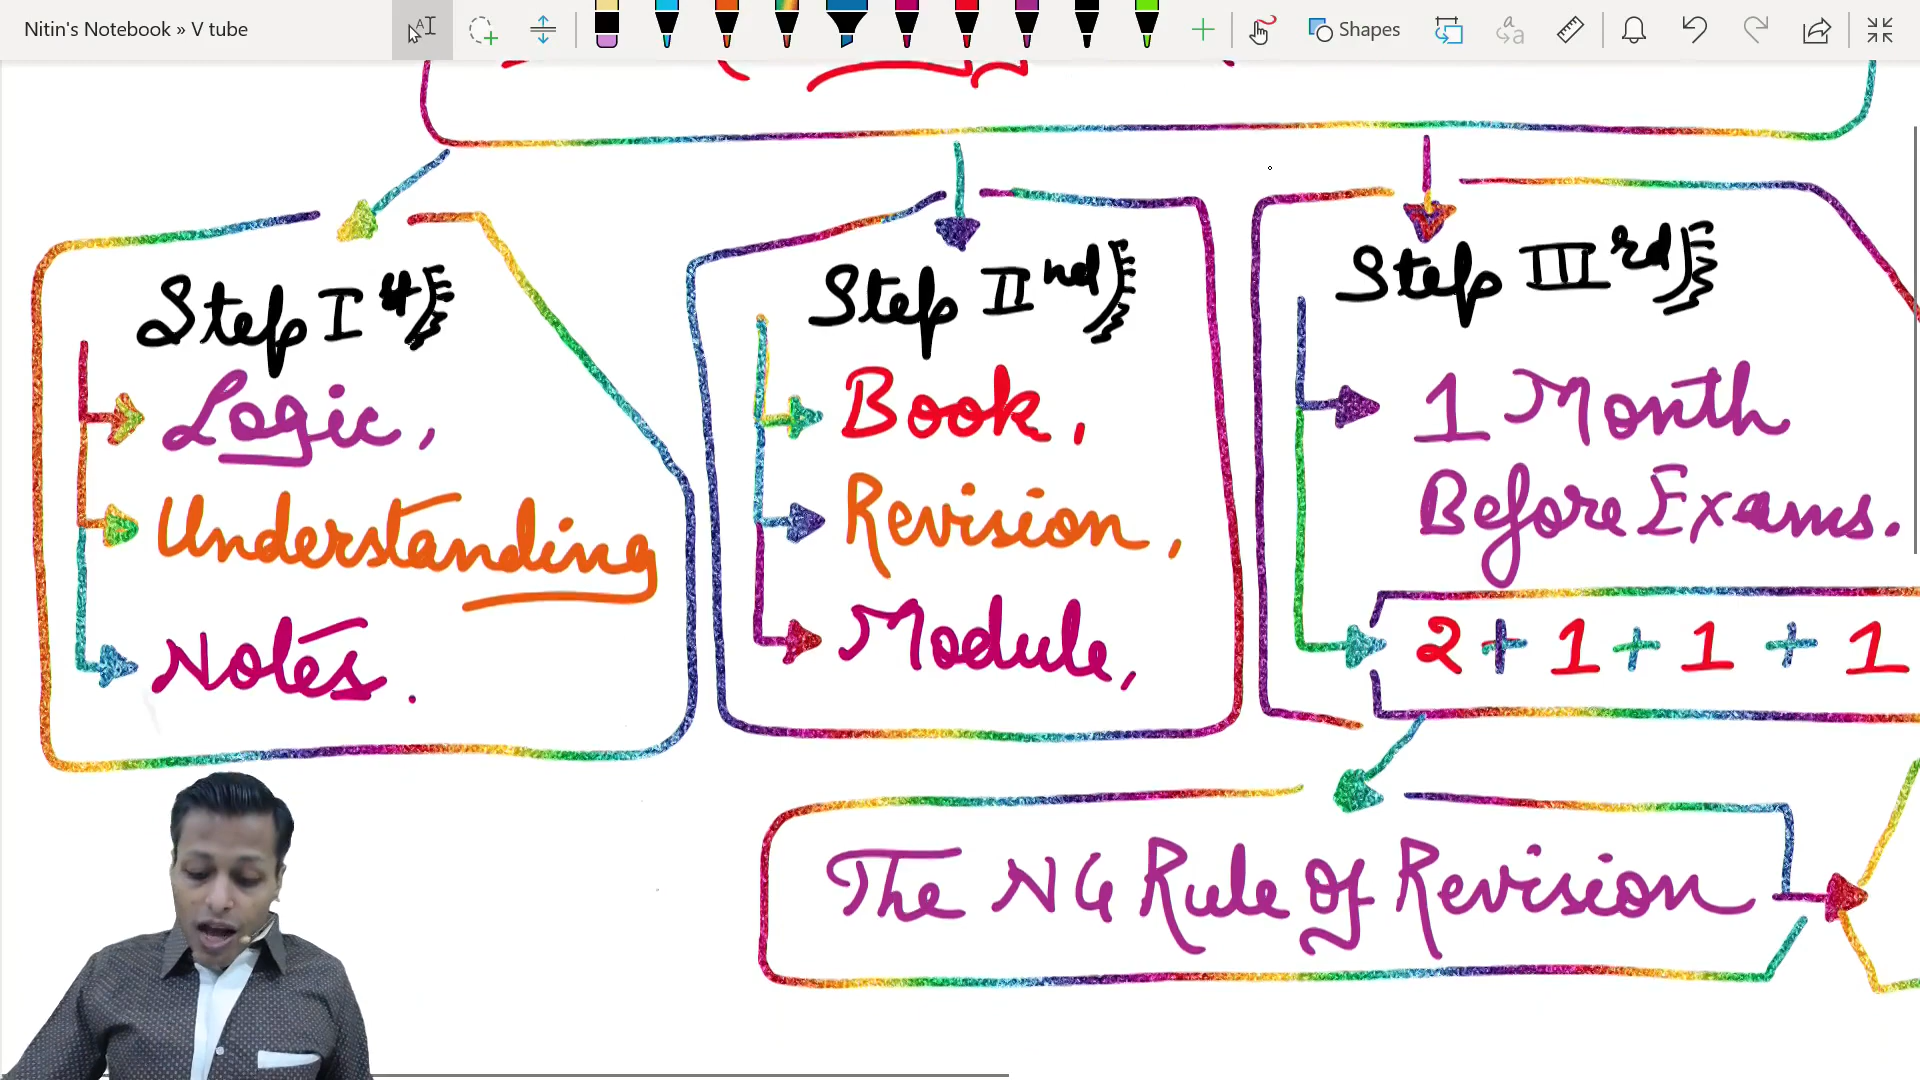 Nitin's Notebook » V tube
Shapes
Step I st
Logic,
Understanding
Notes.
Step II nd
Book,
Revision,
Module,
Step III rd
1 Month
Before Exams.
2 + 1 + 1 + 1
The NG Rule Of Revision